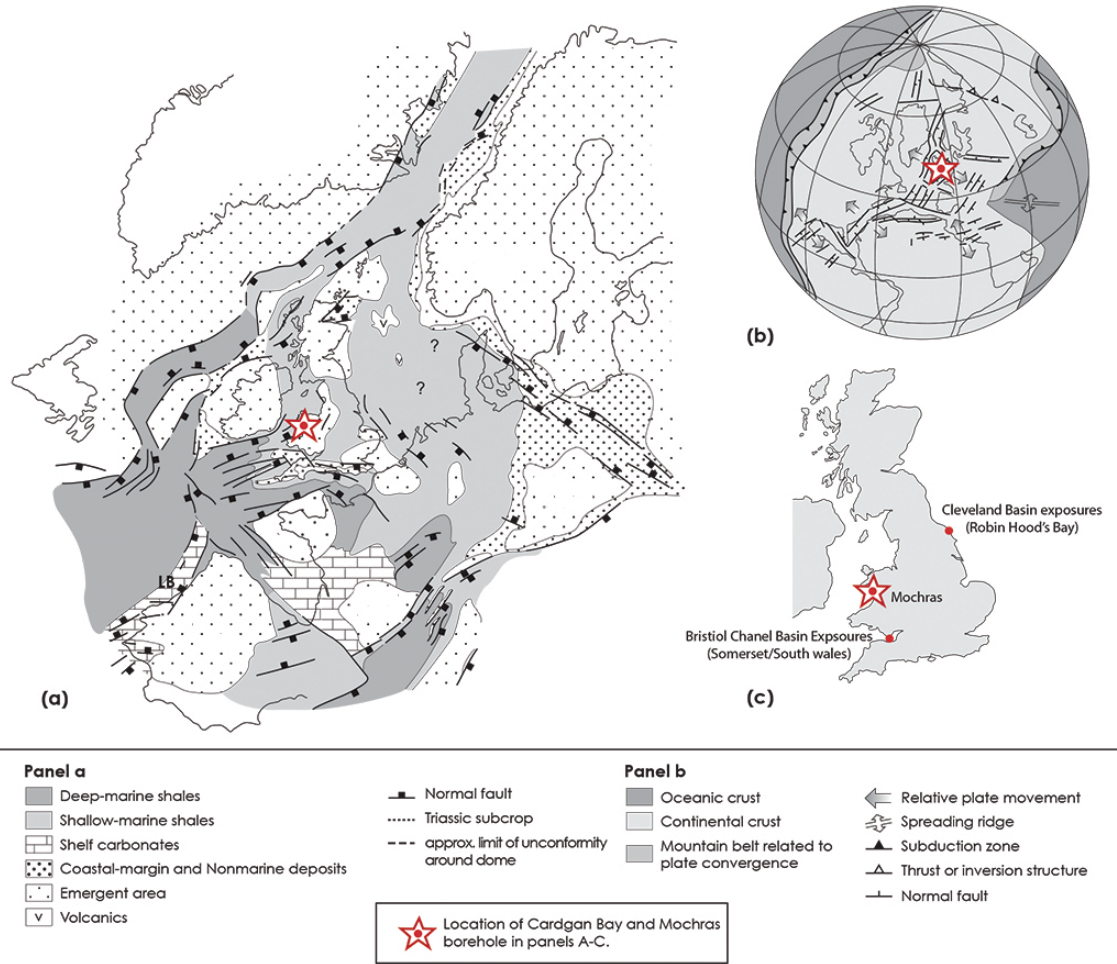 (a)
LB
?
?
v
(b)
(c)
Cleveland Basin exposures
(Robin Hood's Bay)
Mochras
Bristiol Chanel Basin Expsoures
(Somerset/South wales)
Panel a
Deep-marine shales
Shallow-marine shales
Shelf carbonates
Coastal-margin and Nonmarine deposits
Emergent area
v
Volcanics
Normal fault
Triassic subcrop
approx. limit of unconformity
around dome
Panel b
Oceanic crust
Continental crust
Mountain belt related to
plate convergence
Relative plate movement
Spreading ridge
Subduction zone
Thrust or inversion structure
Normal fault
Location of Cardgan Bay and Mochras
borehole in panels A-C.